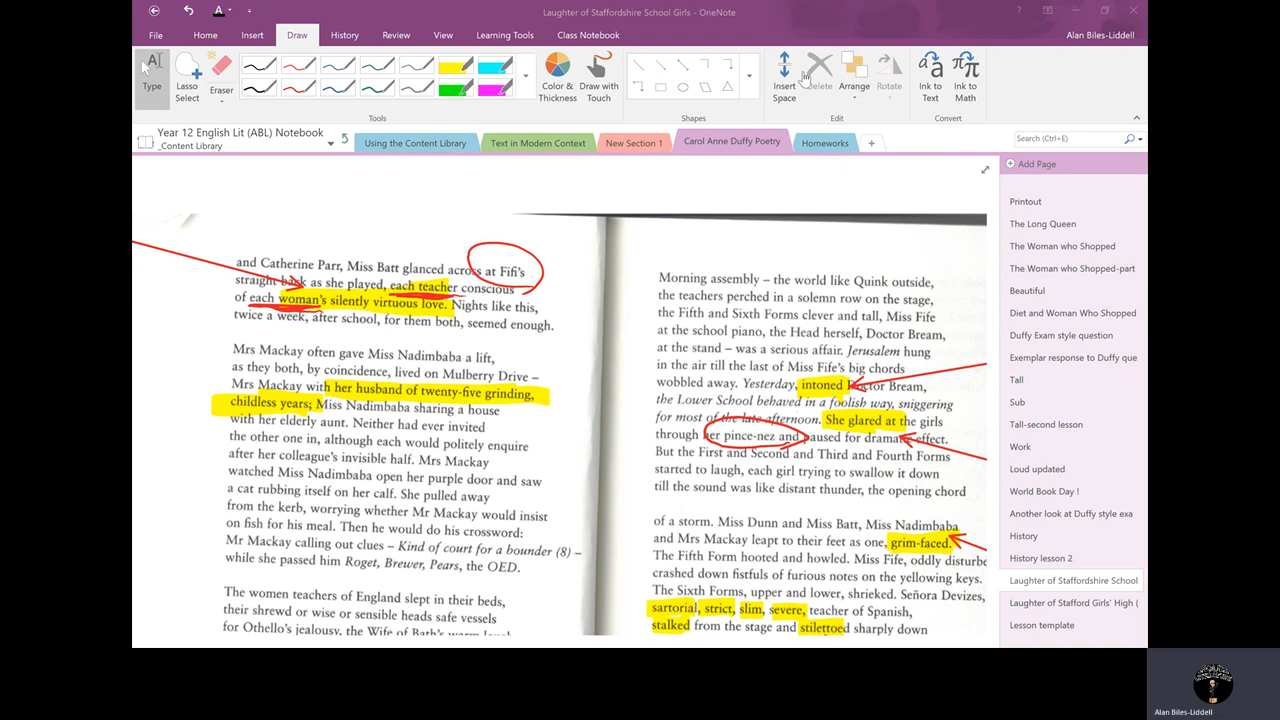 Laughter of Staffordshire School Girls - OneNote
File Home Insert Draw History Review View Learning Tools Class Notebook Alan Biles-Liddell
Type
Lasso Select
Eraser
Color & Thickness
Draw with Touch
Insert Space
Delete
Arrange
Rotate
Ink to Text
Ink to Math
Tools Shapes Edit Convert
Year 12 English Lit (ABL) Notebook
_Content Library
Using the Content Library Text in Modern Context New Section 1 Carol Anne Duffy Poetry Homeworks
Search (Ctrl+E)
Add Page
Printout
The Long Queen
The Woman who Shopped
The Woman who Shopped-part
Beautiful
Diet and Woman Who Shopped
Duffy Exam style question
Exemplar response to Duffy que
Tall
Sub
Tall-second lesson
Work
Loud updated
World Book Day !
Another look at Duffy style exa
History
History lesson 2
Laughter of Staffordshire School
Laughter of Stafford Girls' High (
Lesson template
and Catherine Parr, Miss Batt glanced across at Fifi's
straight back as she played, each teacher conscious
of each woman's silently virtuous love. Nights like this,
twice a week, after school, for them both, seemed enough.
Mrs Mackay often gave Miss Nadimbaba a lift,
as they both, by coincidence, lived on Mulberry Drive –
Mrs Mackay with her husband of twenty-five grinding,
childless years; Miss Nadimbaba sharing a house
with her elderly aunt. Neither had ever invited
the other one in, although each would politely enquire
after her colleague's invisible half. Mrs Mackay
watched Miss Nadimbaba open her purple door and saw
a cat rubbing itself on her calf. She pulled away
from the kerb, worrying whether Mr Mackay would insist
on fish for his meal. Then he would do his crossword:
Mr Mackay calling out clues – Kind of court for a bounder (8) –
while she passed him Roget, Brewer, Pears, the OED.
The women teachers of England slept in their beds,
their shrewd or wise or sensible heads safe vessels
for Othello's jealousy, the Wife of Bath's warm laugh
Morning assembly – the world like Quink outside,
the teachers perched in a solemn row on the stage,
the Fifth and Sixth Forms clever and tall, Miss Fife
at the school piano, the Head herself, Doctor Bream,
at the stand – was a serious affair. Jerusalem hung
in the air till the last of Miss Fife's big chords
wobbled away. Yesterday, intoned Doctor Bream,
the Lower School behaved in a foolish way, sniggering
for most of the late afternoon. She glared at the girls
through her pince-nez and paused for dramatic effect.
But the First and Second and Third and Fourth Forms
started to laugh, each girl trying to swallow it down
till the sound was like distant thunder, the opening chord
of a storm. Miss Dunn and Miss Batt, Miss Nadimbaba
and Mrs Mackay leapt to their feet as one, grim-faced.
The Fifth Form hooted and howled. Miss Fife, oddly disturbe
crashed down fistfuls of furious notes on the yellowing keys.
The Sixth Forms, upper and lower, shrieked. Señora Devizes,
sartorial, strict, slim, severe, teacher of Spanish,
stalked from the stage and stilettoed sharply down
Alan Biles-Liddell